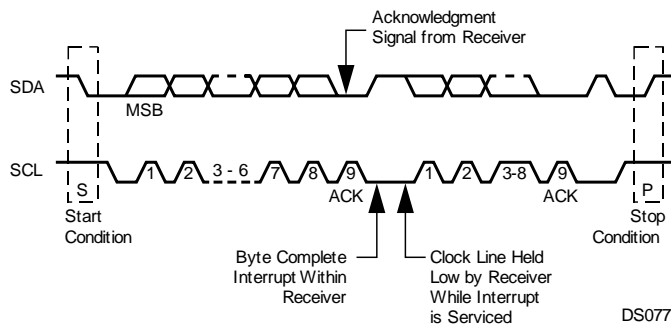 Acknowledgment
Signal from Receiver
SDA
MSB
SCL
S
1
2
3 - 6
7
8
9
1
2
3-8
9
P
ACK
ACK
Start
Condition
Stop
Condition
Byte Complete
Interrupt Within
Receiver
Clock Line Held
Low by Receiver
While Interrupt
is Serviced
DS077